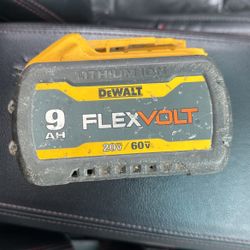 LITHIUM ION
DEWALT
9
AH
FLEXVOLT
20V / 60V